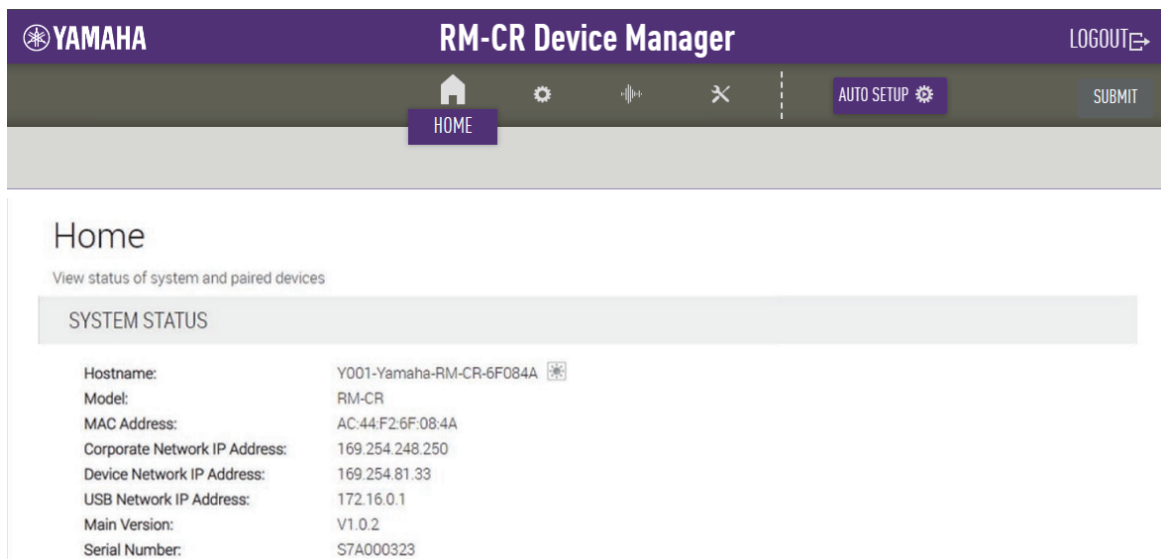 YAMAHA RM-CR Device Manager LOGOUT
AUTO SETUP SUBMIT
HOME
Home
View status of system and paired devices
SYSTEM STATUS
Hostname: Y001-Yamaha-RM-CR-6F084A
Model: RM-CR
MAC Address: AC:44:F2:6F:08:4A
Corporate Network IP Address: 169.254.248.250
Device Network IP Address: 169.254.81.33
USB Network IP Address: 172.16.0.1
Main Version: V1.0.2
Serial Number: S7A000323